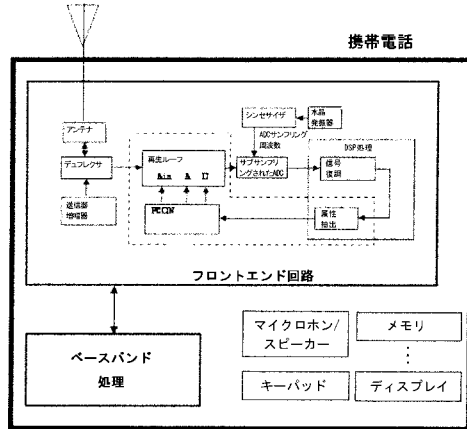 携帯電話
アンテナ
デュプレクサ
送信器
増幅器
再生ループ
シンセサイザ
水晶
発振器
ADCサンプリング
周波数
サブサンプリ
ングされたADC
DSP処理
信号
復調
属性
抽出
フロントエンド回路
ベースバンド
処理
マイクロホン/
スピーカー
メモリ
キーパッド
ディスプレイ